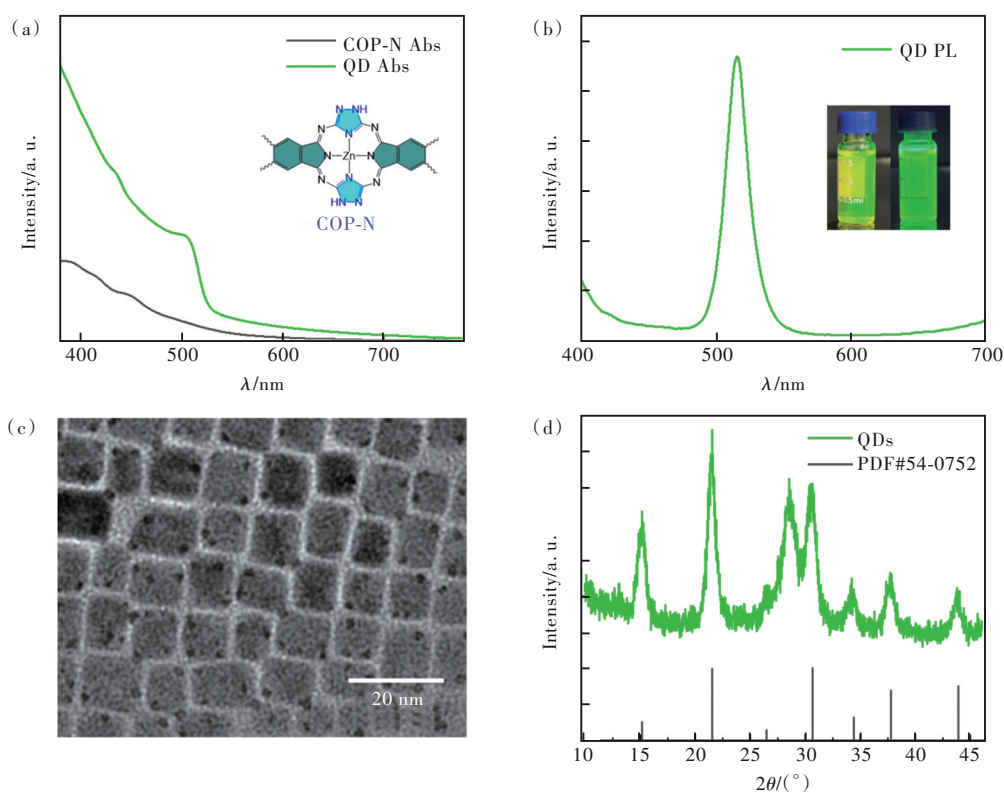 (a)
COP-N Abs
QD Abs
N NH
N N N
N Zn N
N N N
HN N
COP-N
Intensity/a. u.
400 500 600 700
λ/nm
(b)
QD PL
Intensity/a. u.
400 500 600 700
λ/nm
(c)
20 nm
(d)
QDs
PDF#54-0752
Intensity/a. u.
10 15 20 25 30 35 40 45
2θ/(°)